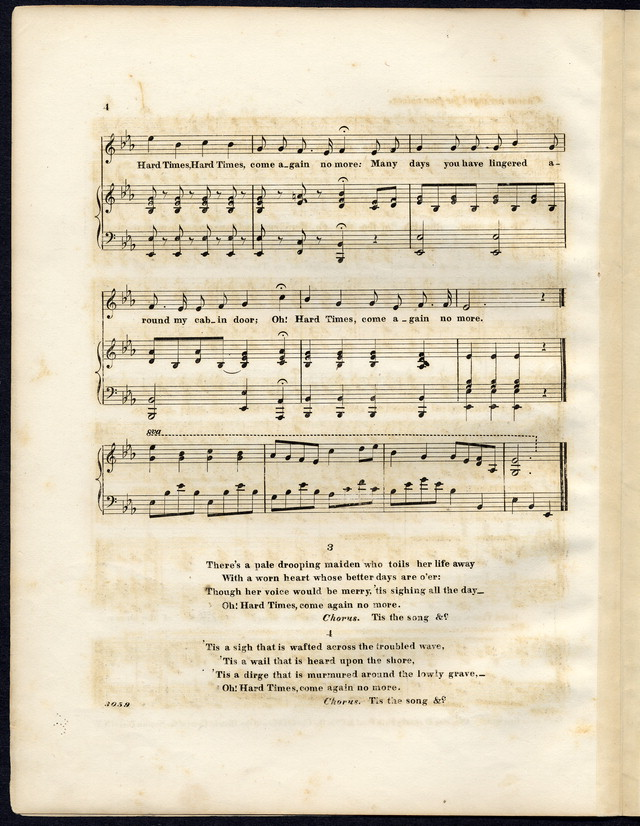 4
Hard Times, Hard Times, come a-gain no more: Many days you have lingered a-
round my cab-in door; Oh! Hard Times, come a-gain no more.
8va
3
There's a pale drooping maiden who toils her life away
With a worn heart whose better days are o'er:
Though her voice would be merry, 'tis sighing all the day_
Oh! Hard Times, come again no more.
Chorus. Tis the song &c
4
'Tis a sigh that is wafted across the troubled wave,
'Tis a wail that is heard upon the shore,
'Tis a dirge that is murmured around the lowly grave,_
Oh! Hard Times, come again no more.
Chorus. Tis the song &c
3059